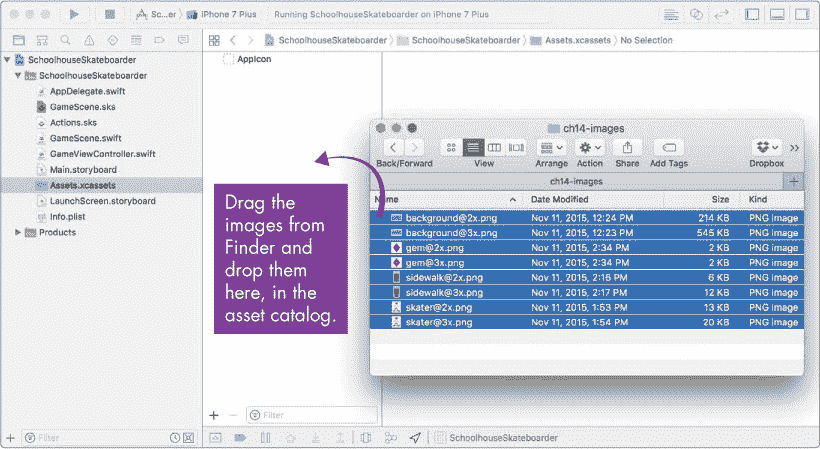 Sc...er
iPhone 7 Plus
Running SchoolhouseSkateboarder on iPhone 7 Plus
SchoolhouseSkateboarder
SchoolhouseSkateboarder
Assets.xcassets
No Selection
SchoolhouseSkateboarder
SchoolhouseSkateboarder
AppDelegate.swift
GameScene.sks
Actions.sks
GameScene.swift
GameViewController.swift
Main.storyboard
Assets.xcassets
LaunchScreen.storyboard
Info.plist
Products
AppIcon
ch14-images
Back/Forward View Arrange Action Share Add Tags Dropbox
ch14-images
Name Date Modified Size Kind
background@2x.png Nov 11, 2015, 12:24 PM 214 KB PNG image
background@3x.png Nov 11, 2015, 12:23 PM 545 KB PNG image
gem@2x.png Nov 11, 2015, 2:34 PM 2 KB PNG image
gem@3x.png Nov 11, 2015, 2:34 PM 2 KB PNG image
sidewalk@2x.png Nov 11, 2015, 2:16 PM 6 KB PNG image
sidewalk@3x.png Nov 11, 2015, 2:17 PM 12 KB PNG image
skater@2x.png Nov 11, 2015, 1:53 PM 13 KB PNG image
skater@3x.png Nov 11, 2015, 1:54 PM 20 KB PNG image
Drag the
images from
Finder and
drop them
here, in the
asset catalog.
Filter
Filter
SchoolhouseSkateboarder